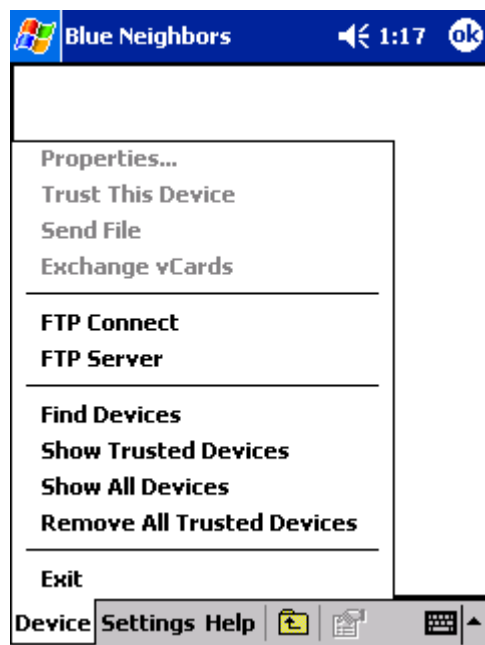 Blue Neighbors 1:17 ok
Properties...
Trust This Device
Send File
Exchange vCards
FTP Connect
FTP Server
Find Devices
Show Trusted Devices
Show All Devices
Remove All Trusted Devices
Exit
Device Settings Help